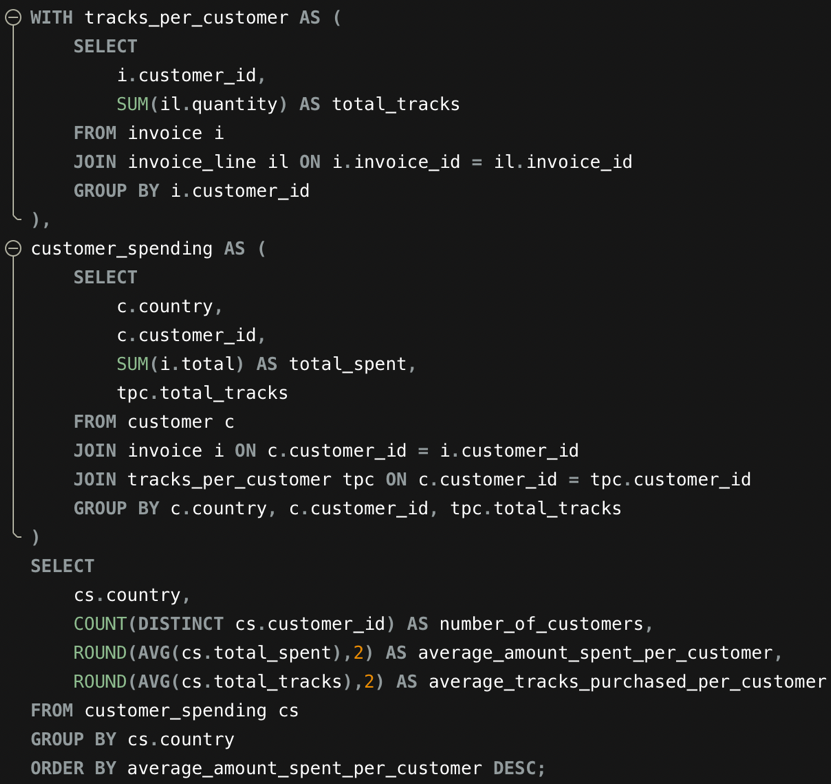 WITH tracks_per_customer AS (
    SELECT
        i.customer_id,
        SUM(il.quantity) AS total_tracks
    FROM invoice i
    JOIN invoice_line il ON i.invoice_id = il.invoice_id
    GROUP BY i.customer_id
),
customer_spending AS (
    SELECT
        c.country,
        c.customer_id,
        SUM(i.total) AS total_spent,
        tpc.total_tracks
    FROM customer c
    JOIN invoice i ON c.customer_id = i.customer_id
    JOIN tracks_per_customer tpc ON c.customer_id = tpc.customer_id
    GROUP BY c.country, c.customer_id, tpc.total_tracks
)
SELECT
    cs.country,
    COUNT(DISTINCT cs.customer_id) AS number_of_customers,
    ROUND(AVG(cs.total_spent),2) AS average_amount_spent_per_customer,
    ROUND(AVG(cs.total_tracks),2) AS average_tracks_purchased_per_customer
FROM customer_spending cs
GROUP BY cs.country
ORDER BY average_amount_spent_per_customer DESC;